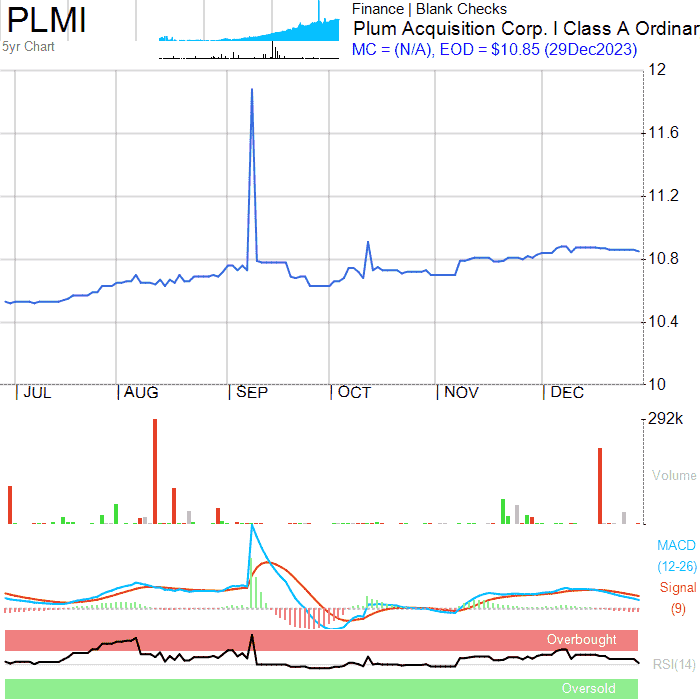 PLMI
5yr Chart
Finance | Blank Checks
Plum Acquisition Corp. I Class A Ordinar
MC = (N/A), EOD = $10.85 (29Dec2023)
12
11.6
11.2
10.8
10.4
10
| JUL | AUG | SEP | OCT | NOV | DEC
292k
Volume
MACD
(12-26)
Signal
(9)
Overbought
RSI(14)
Oversold